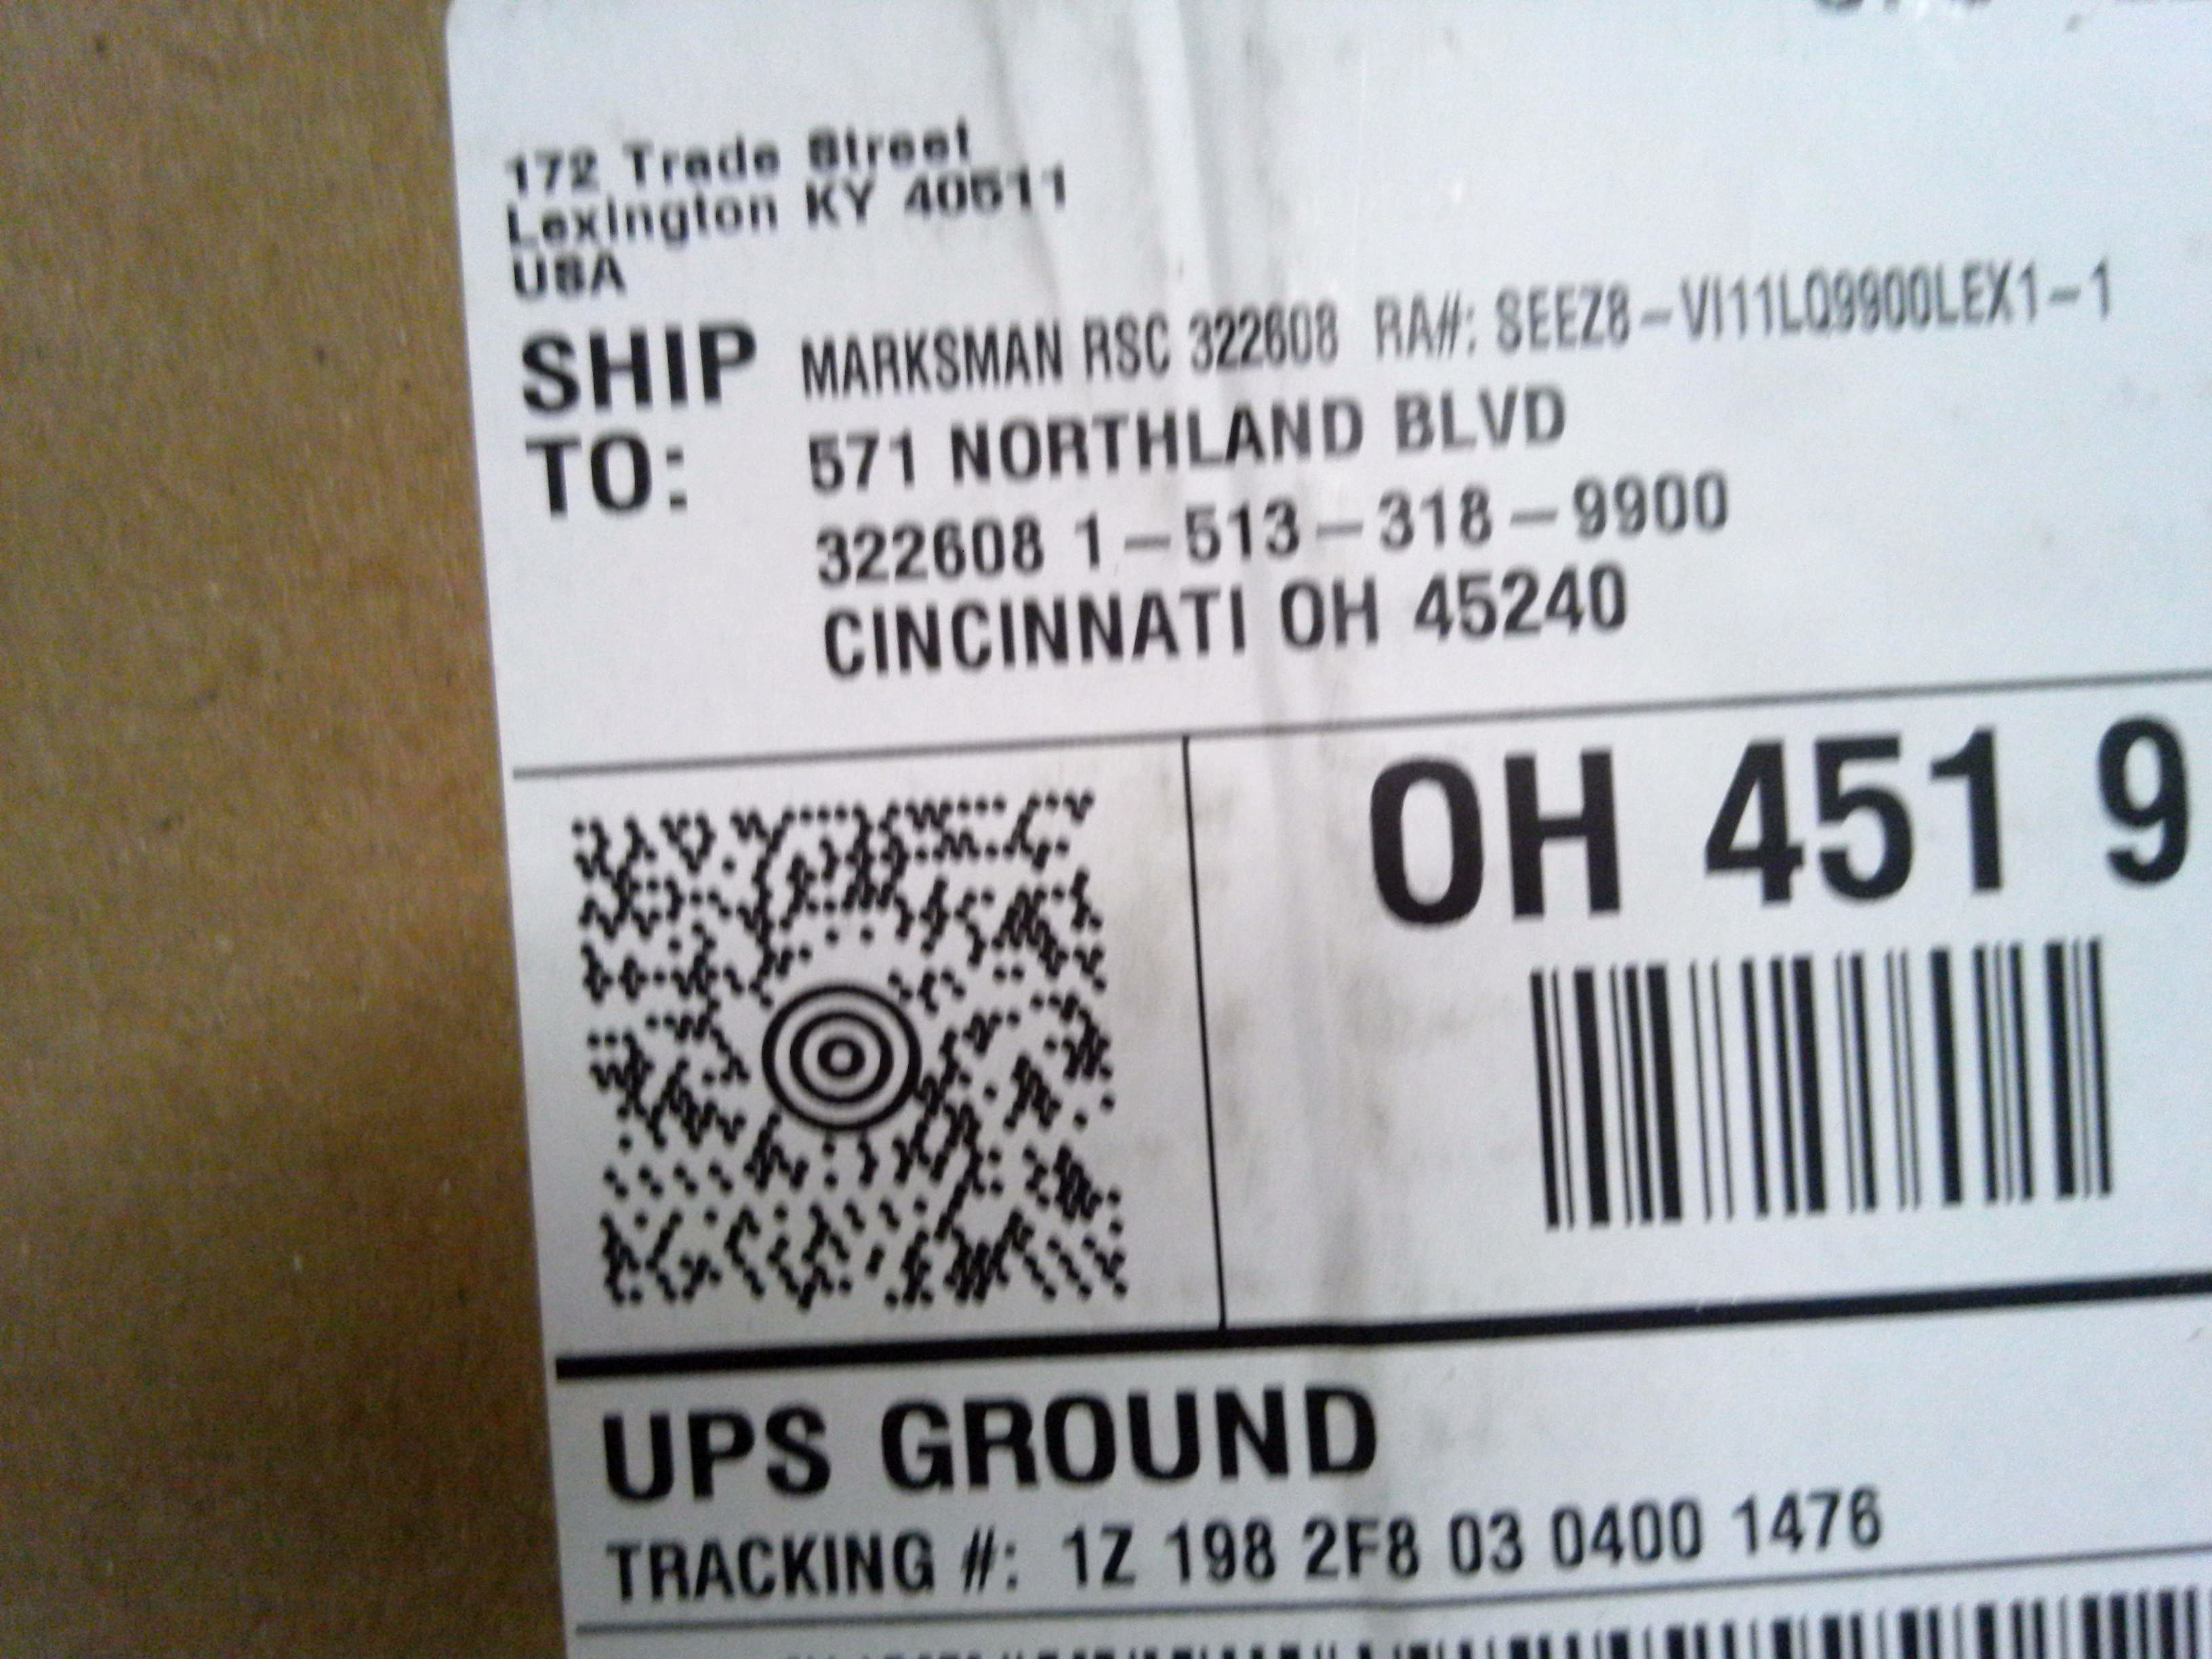 172 Trade Street
Lexington KY 40511
USA
SHIP TO:
MARKSMAN RSC 322608 RA#: SEEZ8-VI11LQ9900LEX1-1
571 NORTHLAND BLVD
322608 1-513-318-9900
CINCINNATI OH 45240
OH 451 9
UPS GROUND
TRACKING #: 1Z 198 2F8 03 0400 1476